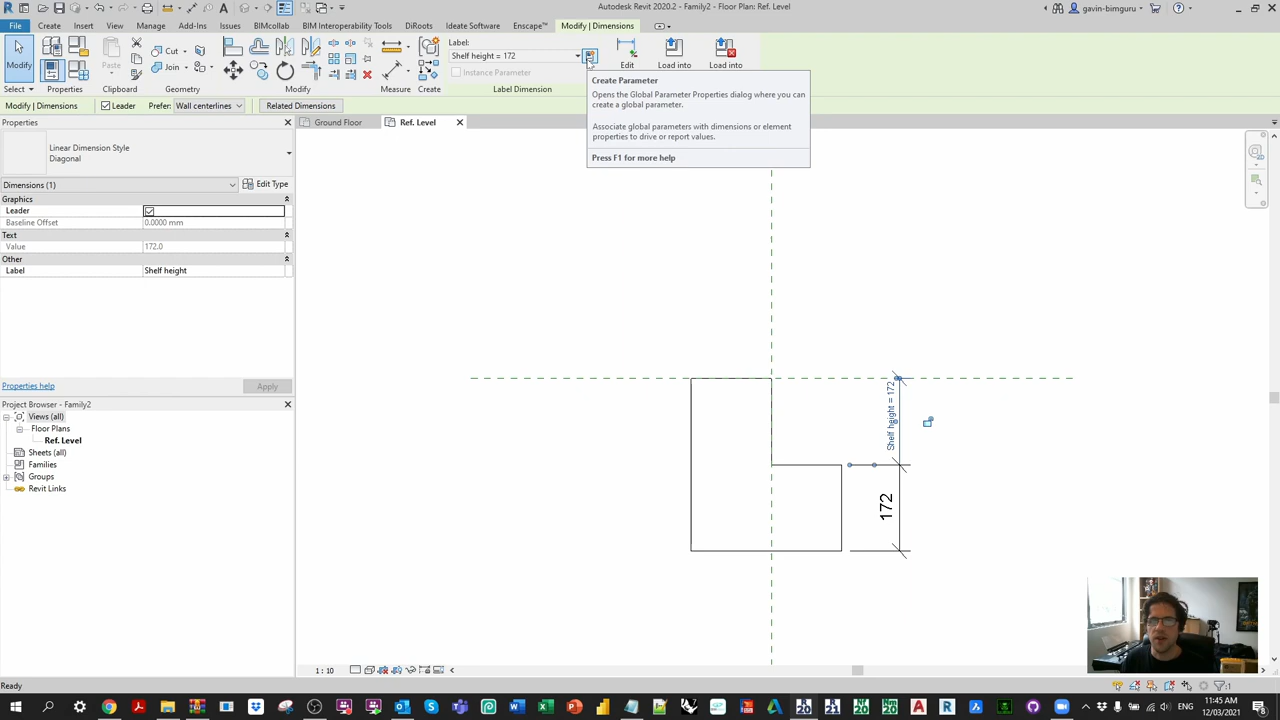 Autodesk Revit 2020.2 - Family2 - Floor Plan: Ref. Level
gavin-bimguru
File
Create
Insert
View
Manage
Add-Ins
Issues
BIMcollab
BIM Interoperability Tools
DiRoots
Ideate Software
Enscape™
Modify | Dimensions
Modify
Paste
Cut
Join
Label:
Shelf height = 172
Instance Parameter
Edit
Load into
Load into
Select
Properties
Clipboard
Geometry
Modify
Measure
Create
Label Dimension
Create Parameter
Opens the Global Parameter Properties dialog where you can
create a global parameter.
Associate global parameters with dimensions or element
properties to drive or report values.
Press F1 for more help
Modify | Dimensions
Leader
Prefer:
Wall centerlines
Related Dimensions
Properties
Ground Floor
Ref. Level
Linear Dimension Style
Diagonal
Dimensions (1)
Edit Type
Graphics
Leader
Baseline Offset
0.0000 mm
Text
Value
172.0
Other
Label
Shelf height
Properties help
Apply
Project Browser - Family2
Views (all)
Floor Plans
Ref. Level
Sheets (all)
Families
Groups
Revit Links
Shelf height = 172
172
1 : 10
Ready
:1
11:45 AM
12/03/2021